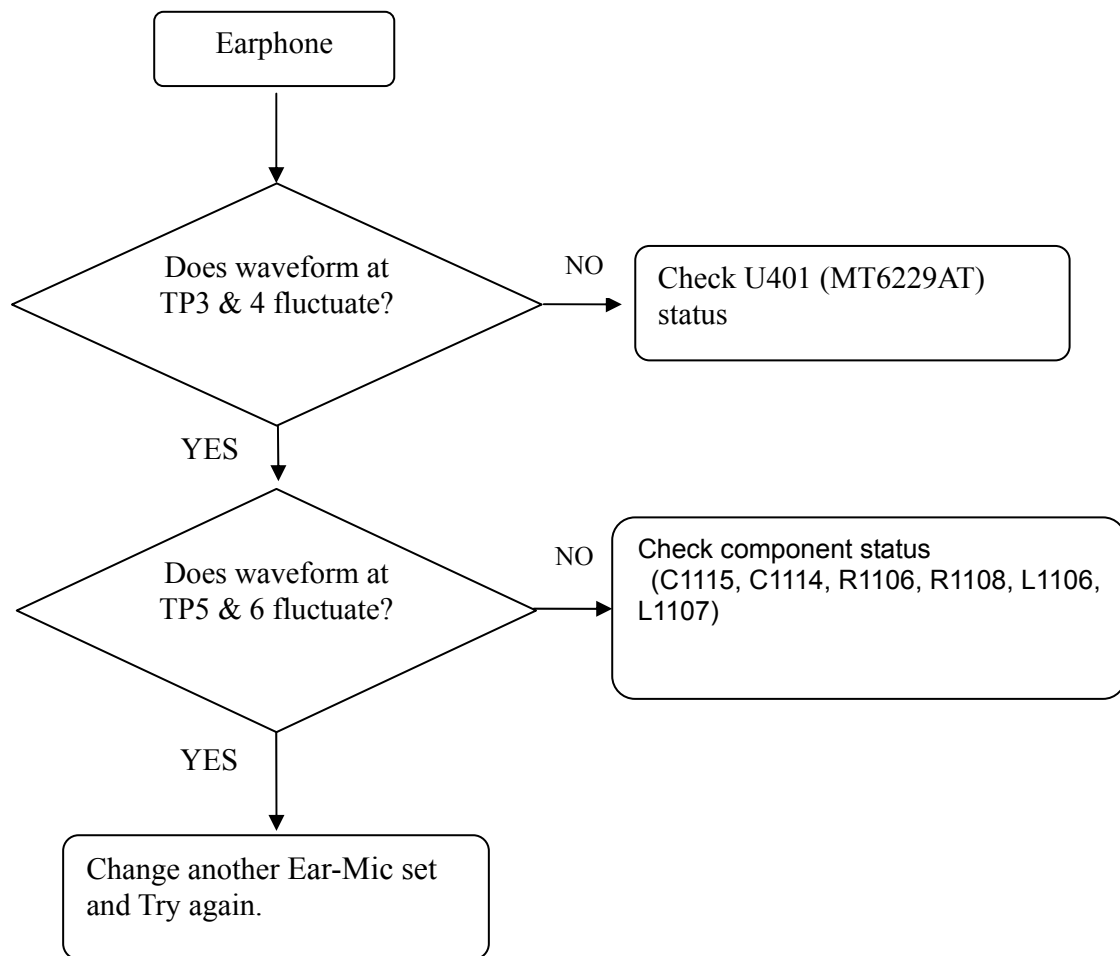 Earphone
Does waveform at
TP3 & 4 fluctuate?
NO
Check U401 (MT6229AT)
status
YES
Does waveform at
TP5 & 6 fluctuate?
NO
Check component status
(C1115, C1114, R1106, R1108, L1106,
L1107)
YES
Change another Ear-Mic set
and Try again.